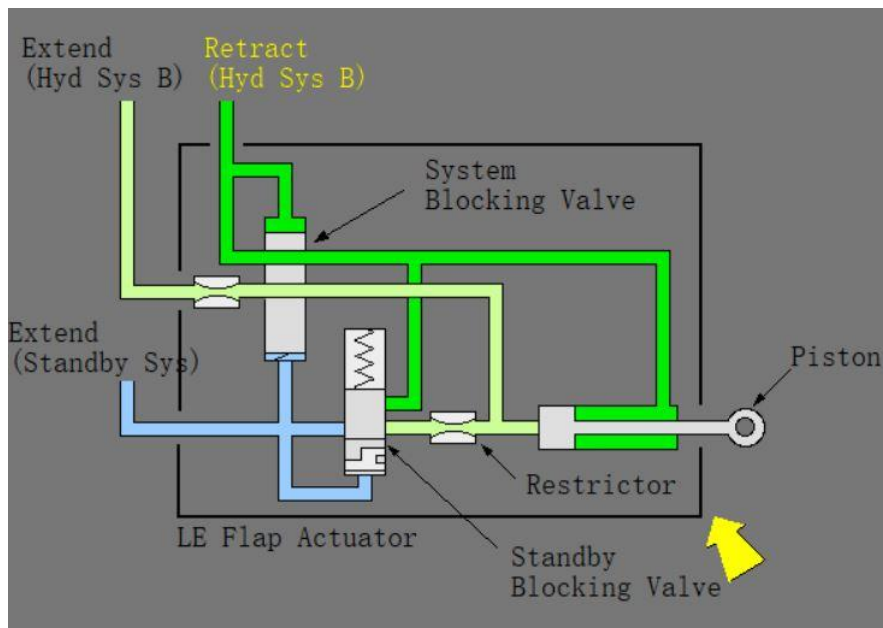 Extend
(Hyd Sys B)
Retract
(Hyd Sys B)
System
Blocking Valve
Extend
(Standby Sys)
Piston
Restrictor
LE Flap Actuator
Standby
Blocking Valve